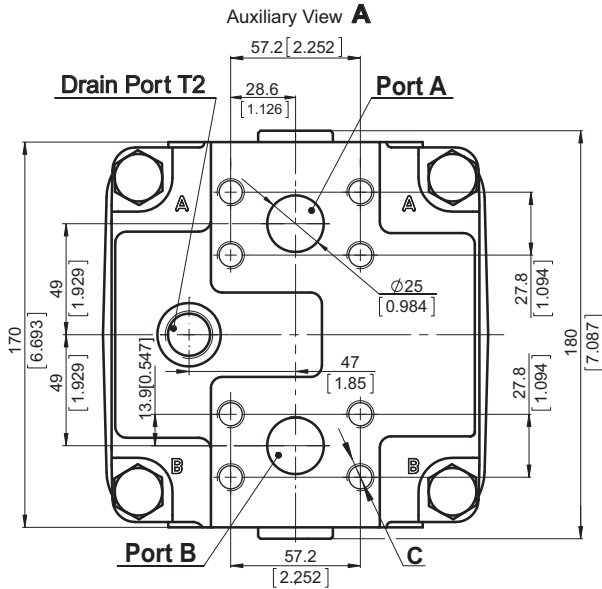 Auxiliary View A
57.2 [2.252]
Drain Port T2
28.6
[1.126]
Port A
A
A
49
[1.929]
27.8
[1.094]
∅25
[0.984]
170
[6.693]
180
[7.087]
49
[1.929]
13.9[0.547]
47
[1.85]
27.8
[1.094]
B
B
Port B
57.2
[2.252]
C